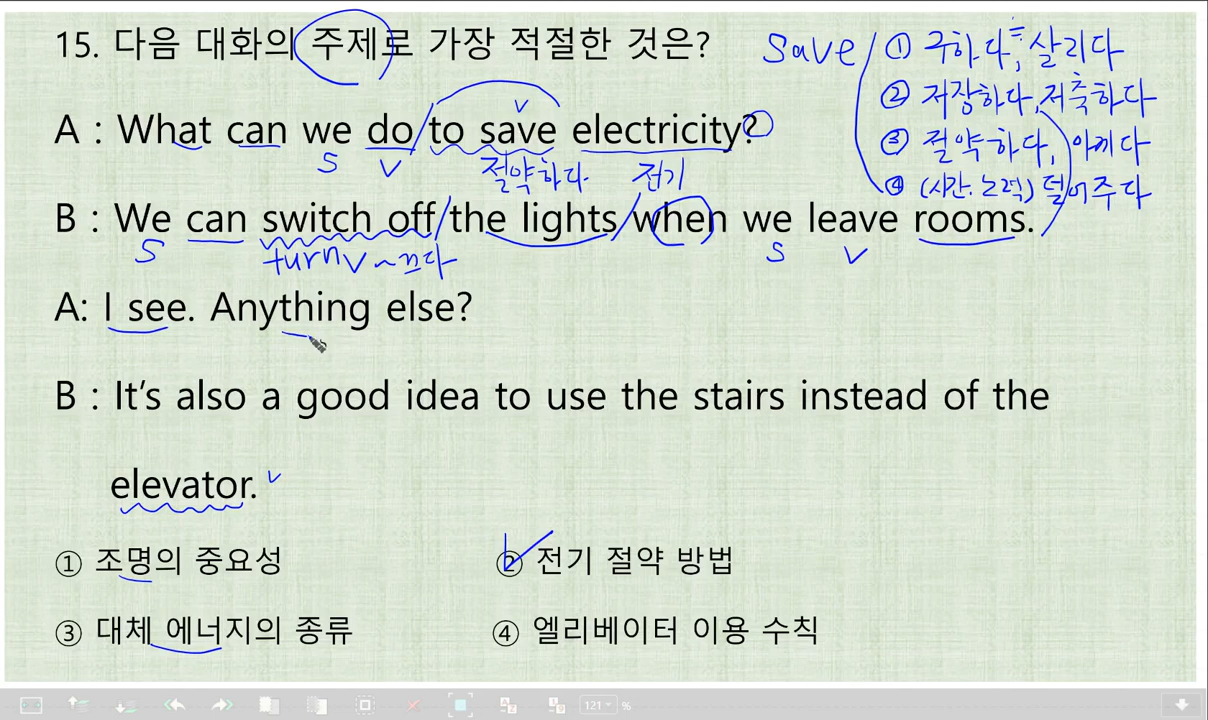 15. 다음 대화의 주제로 가장 적절한 것은?
save ① 구하다, 살리다
② 저장하다, 저축하다
③ 절약하다, 아끼다
④ (시간·노력) 덜어주다
A : What can we do / to save electricity?
S V V 절약하다. 전기
B : We can switch off / the lights / when we leave rooms.
S turn V ~끄다 S V
A: I see. Anything else?
B : It's also a good idea to use the stairs instead of the
elevator. v
① 조명의 중요성 ② 전기 절약 방법
③ 대체 에너지의 종류 ④ 엘리베이터 이용 수칙
121 %